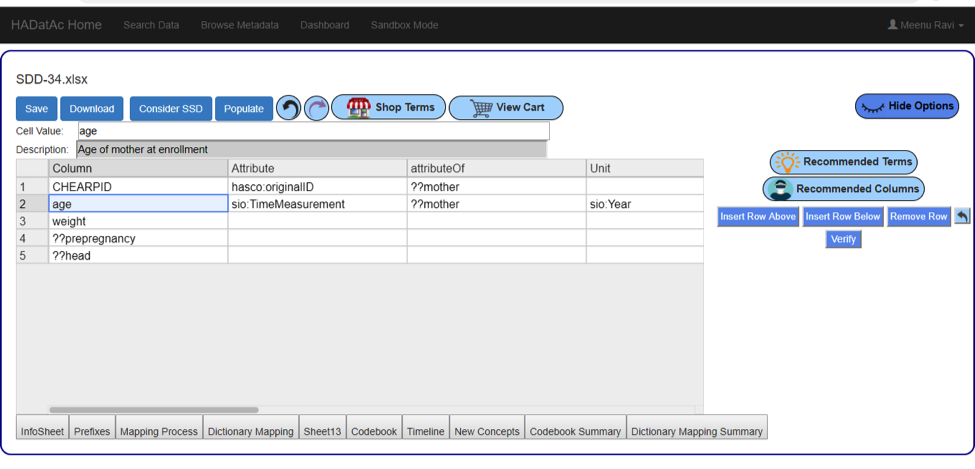 HADatAc Home Search Data Browse Metadata Dashboard Sandbox Mode Meenu Ravi
SDD-34.xlsx
Save Download Consider SSD Populate Shop Terms View Cart Hide Options
Cell Value: age
Description: Age of mother at enrollment
Column Attribute attributeOf Unit
1 CHEARPID hasco:originalID ??mother
2 age sio:TimeMeasurement ??mother sio:Year
3 weight
4 ??prepregnancy
5 ??head
Recommended Terms
Recommended Columns
Insert Row Above Insert Row Below Remove Row
Verify
InfoSheet Prefixes Mapping Process Dictionary Mapping Sheet13 Codebook Timeline New Concepts Codebook Summary Dictionary Mapping Summary